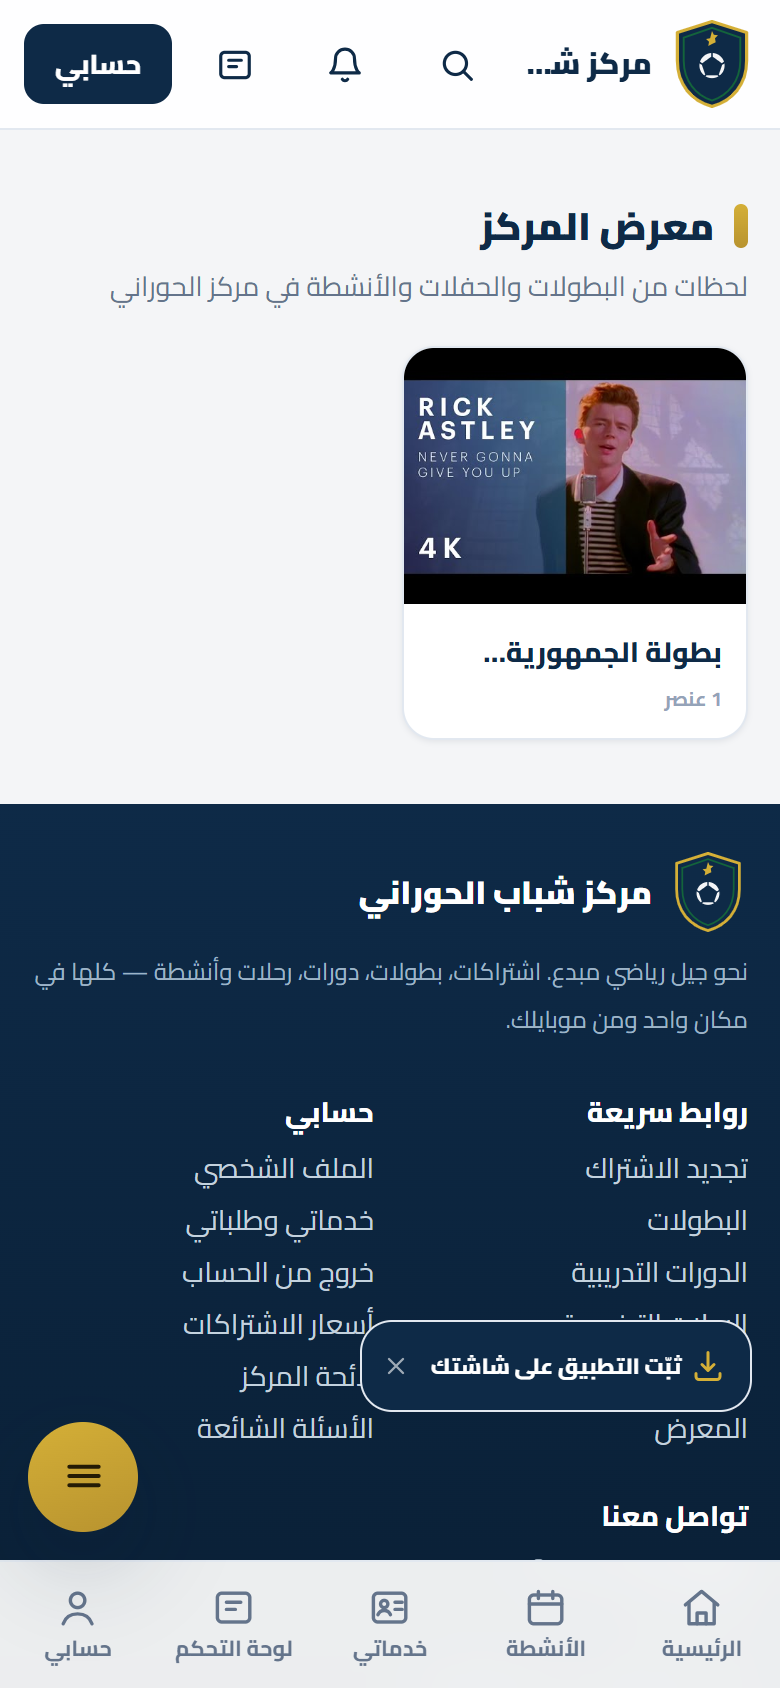 مركز شـ...
حسابي
معرض المركز
لحظات من البطولات والحفلات والأنشطة في مركز الحوراني
RICK
ASTLEY
NEVER GONNA
GIVE YOU UP
4K
بطولة الجمهورية...
1 عنصر
مركز شباب الحوراني
نحو جيل رياضي مبدع. اشتراكات، بطولات، دورات، رحلات وأنشطة — كلها في
مكان واحد ومن موبايلك.
روابط سريعة
تجديد الاشتراك
البطولات
الدورات التدريبية
المعرض
حسابي
الملف الشخصي
خدماتي وطلباتي
خروج من الحساب
أسعار الاشتراكات
المركز
الأسئلة الشائعة
ثبّت التطبيق على شاشتك
تواصل معنا
الرئيسية
الأنشطة
خدماتي
لوحة التحكم
حسابي